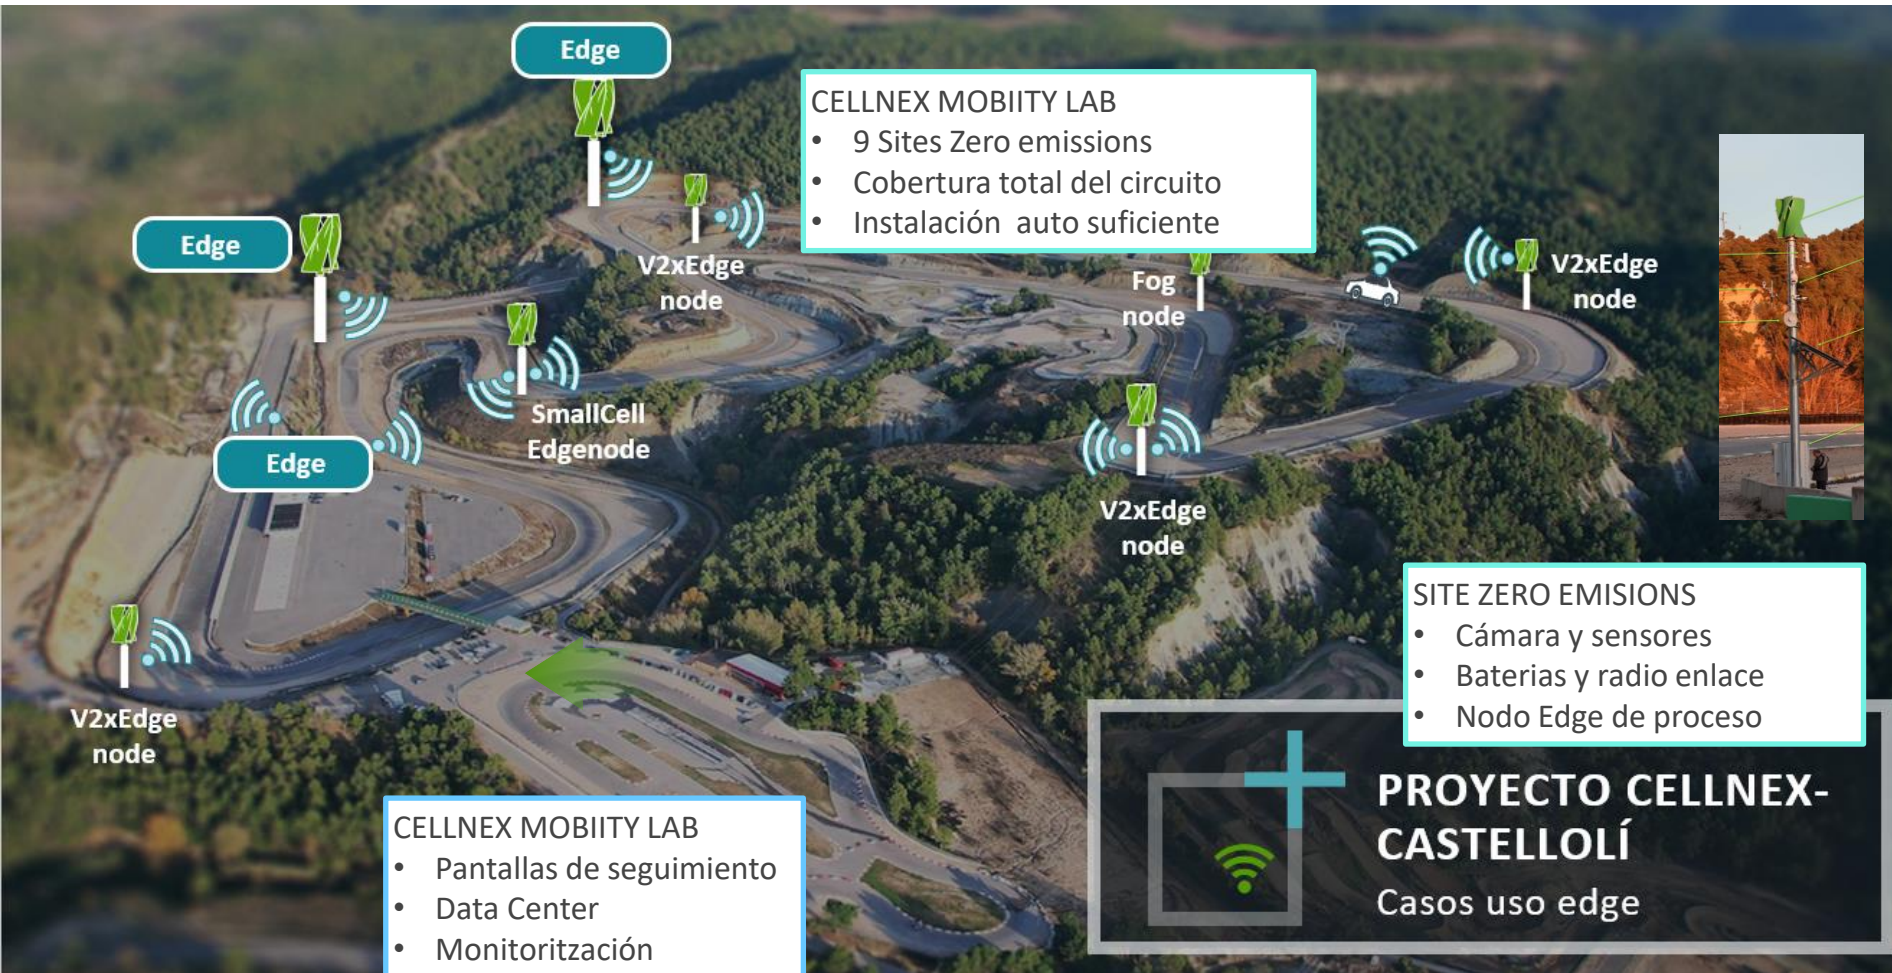 Edge
CELLNEX MOBIITY LAB
• 9 Sites Zero emissions
• Cobertura total del circuito
• Instalación auto suficiente
Edge
V2xEdge
node
Fog
node
V2xEdge
node
SmallCell
Edgenode
Edge
V2xEdge
node
SITE ZERO EMISIONS
• Cámara y sensores
• Baterias y radio enlace
• Nodo Edge de proceso
V2xEdge
node
PROYECTO CELLNEX-
CASTELLOLÍ
Casos uso edge
CELLNEX MOBIITY LAB
• Pantallas de seguimiento
• Data Center
• Monitoritzación